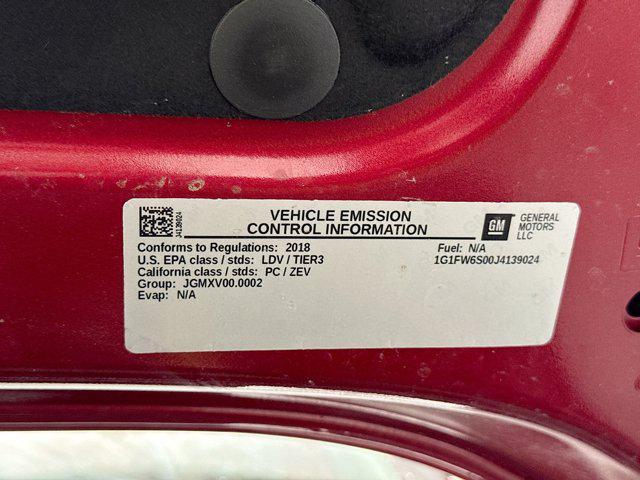 J4139024
VEHICLE EMISSION
CONTROL INFORMATION
GM
GENERAL
MOTORS
LLC
Conforms to Regulations: 2018
Fuel: N/A
U.S. EPA class / stds: LDV / TIER3
1G1FW6S00J4139024
California class / stds: PC / ZEV
Group: JGMXV00.0002
Evap: N/A